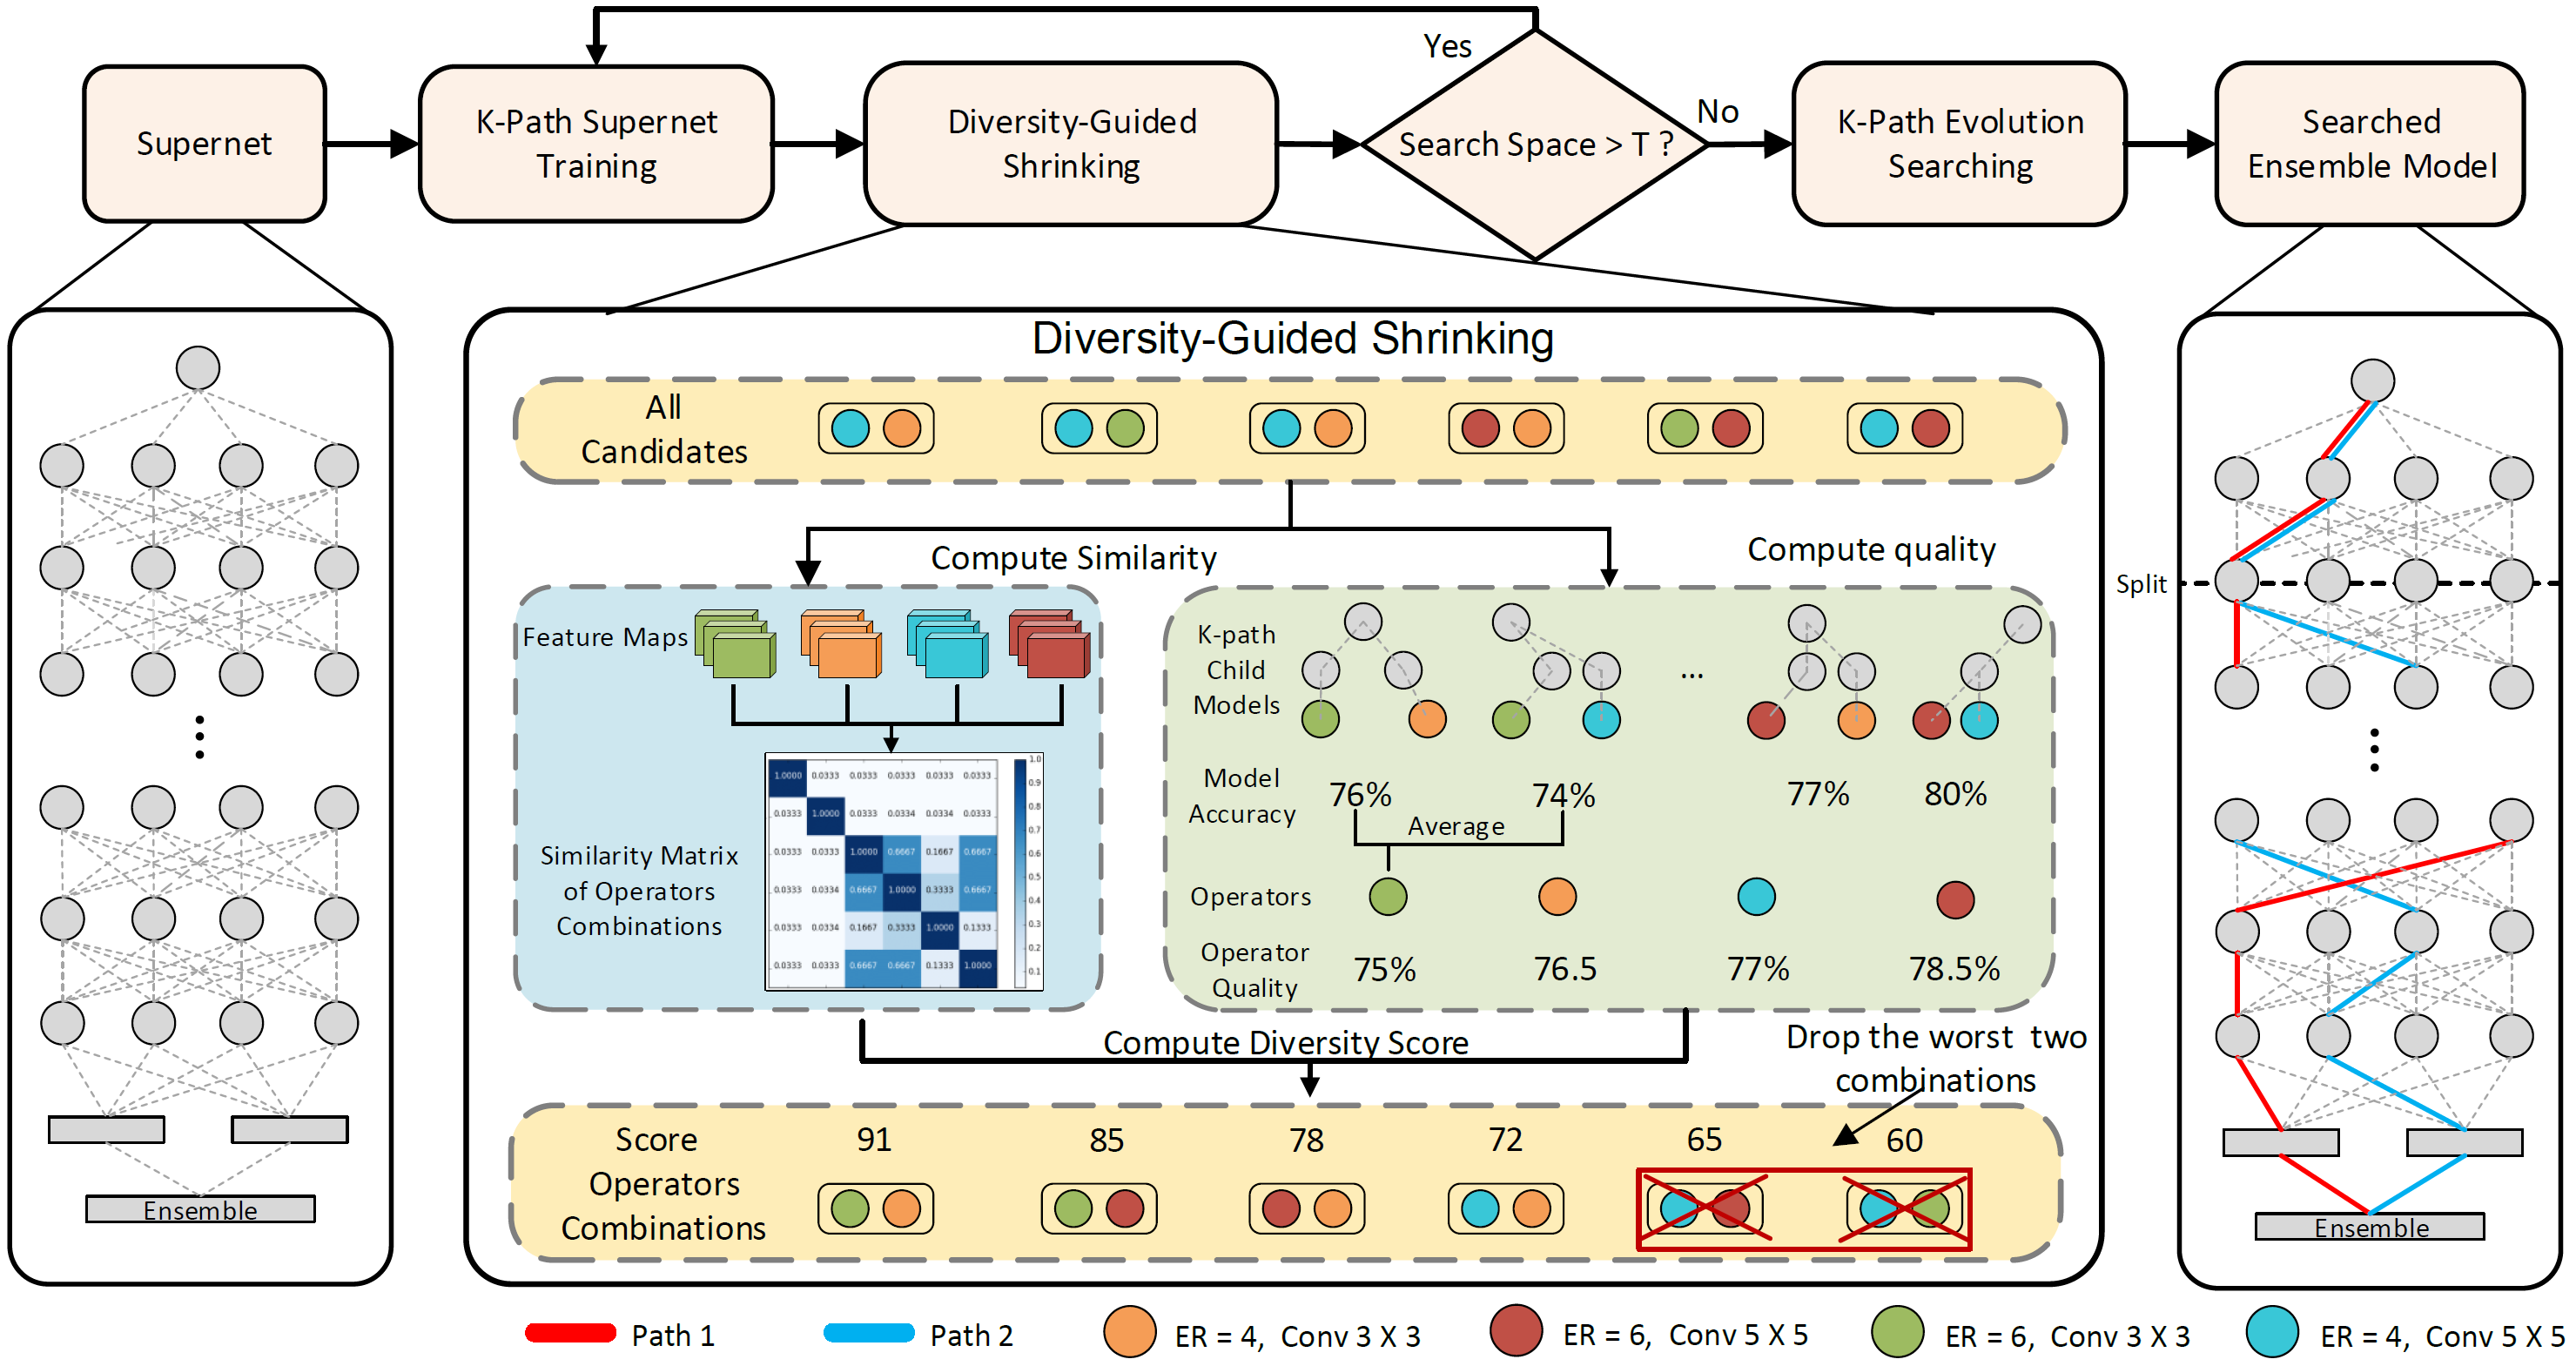 Yes
No
Supernet
K-Path Supernet
Training
Diversity-Guided
Shrinking
Search Space > T ?
K-Path Evolution
Searching
Searched
Ensemble Model
Diversity-Guided Shrinking
All
Candidates
Compute Similarity
Compute quality
Split
Feature Maps
K-path
Child
Models
...
Model
Accuracy
76%
74%
77%
80%
Average
Similarity Matrix
of Operators
Combinations
1.0000 0.0333 0.0333 0.0333 0.0333 0.0333
0.0333 1.0000 0.0333 0.0334 0.0334 0.0333
0.0333 0.0333 1.0000 0.6667 0.1667 0.6667
0.0333 0.0334 0.6667 1.0000 0.3333 0.6667
0.0333 0.0334 0.1667 0.3333 1.0000 0.1333
0.0333 0.0333 0.6667 0.6667 0.1333 1.0000
1.0
0.9
0.8
0.7
0.6
0.5
0.4
0.3
0.2
0.1
Operators
Operator
Quality
75%
76.5
77%
78.5%
Compute Diversity Score
Drop the worst two
combinations
Score
91
85
78
72
65
60
Operators
Combinations
Ensemble
Ensemble
Path 1
Path 2
ER = 4, Conv 3 X 3
ER = 6, Conv 5 X 5
ER = 6, Conv 3 X 3
ER = 4, Conv 5 X 5